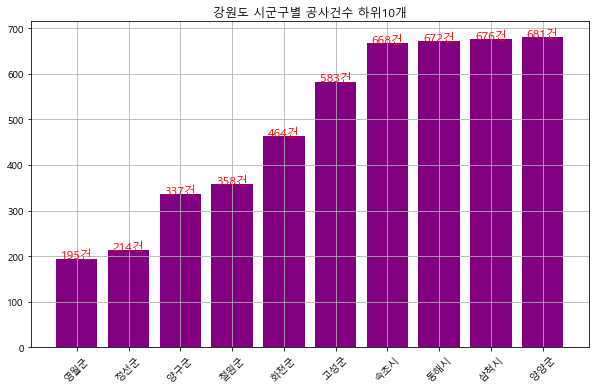 강원도 시군구별 공사건수 하위10개
700
600
500
400
300
200
100
0
195건
214건
337건
358건
464건
583건
668건
672건
676건
681건
영월군
정선군
양구군
철원군
화천군
고성군
속초시
동해시
삼척시
양양군